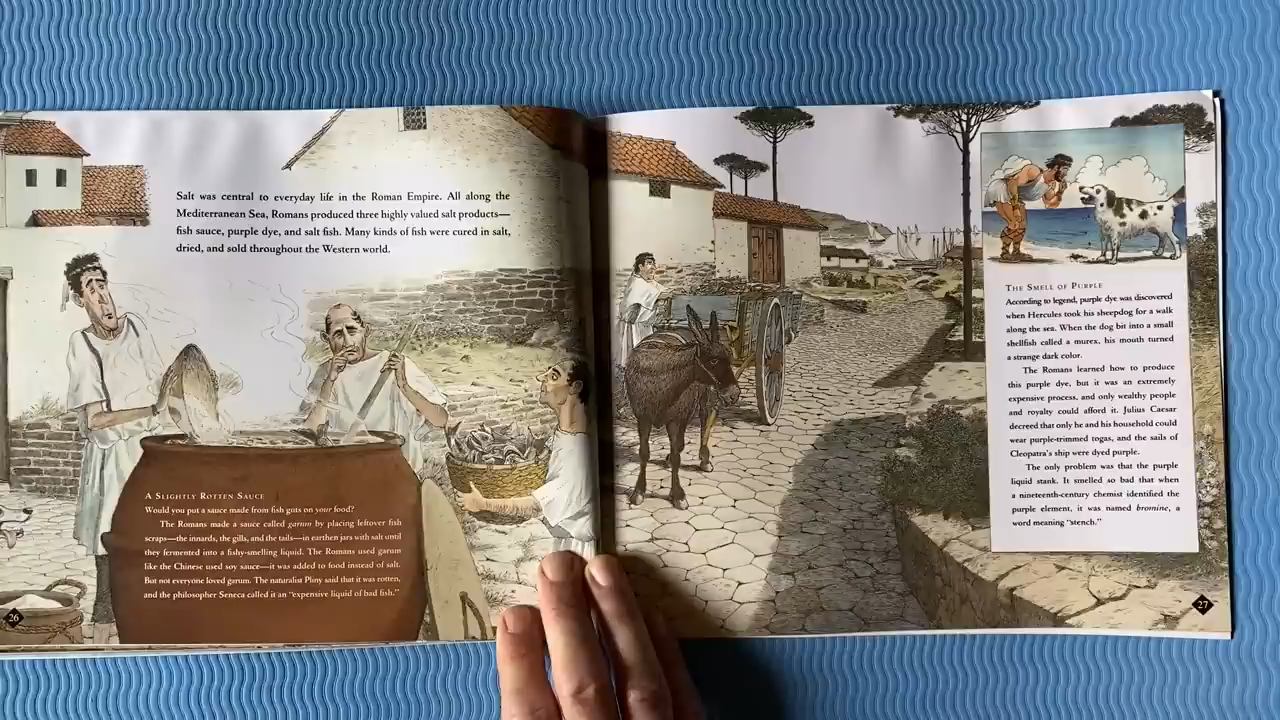 Salt was central to everyday life in the Roman Empire. All along the
Mediterranean Sea, Romans produced three highly valued salt products—
fish sauce, purple dye, and salt fish. Many kinds of fish were cured in salt,
dried, and sold throughout the Western world.
A Slightly Rotten Sauce
Would you put a sauce made from fish guts on your food?
The Romans made a sauce called garum by placing leftover fish
scraps—the innards, the gills, and the tails—in earthen jars with salt until
they fermented into a fishy-smelling liquid. The Romans used garum
like the Chinese used soy sauce—it was added to food instead of salt.
But not everyone loved garum. The naturalist Pliny said that it was rotten,
and the philosopher Seneca called it an “expensive liquid of bad fish.”
26
The Smell of Purple
According to legend, purple dye was discovered
when Hercules took his sheepdog for a walk
along the sea. When the dog bit into a small
shellfish called a murex, his mouth turned
a strange dark color.
The Romans learned how to produce
this purple dye, but it was an extremely
expensive process, and only wealthy people
and royalty could afford it. Julius Caesar
decreed that only he and his household could
wear purple-trimmed togas, and the sails of
Cleopatra's ship were dyed purple.
The only problem was that the purple
liquid stank. It smelled so bad that when
a nineteenth-century chemist identified the
purple element, it was named bromine, a
word meaning “stench.”
27